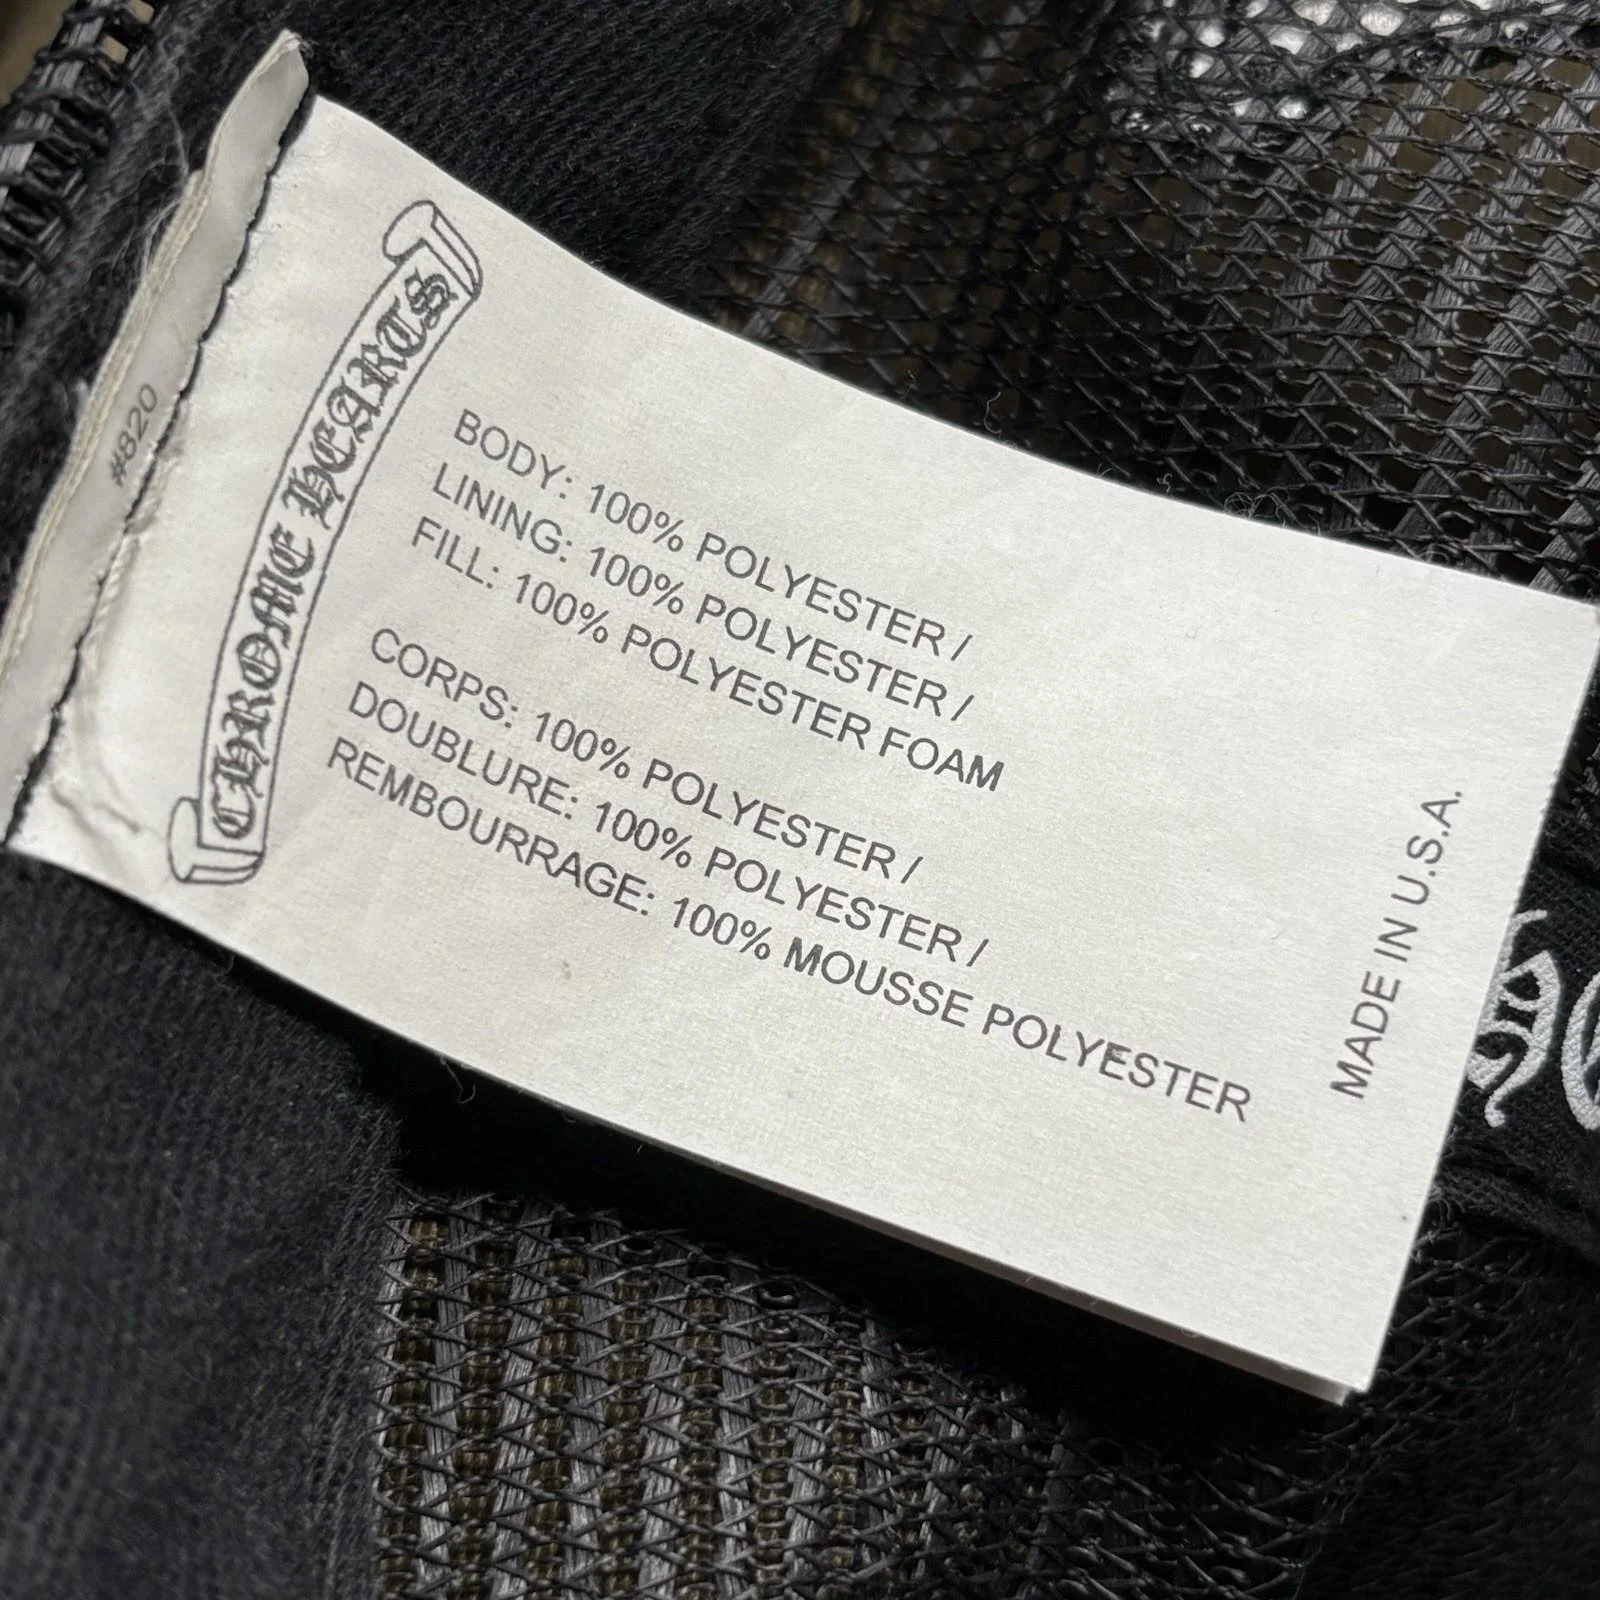 #820
CHROME HEARTS
BODY: 100% POLYESTER /
LINING: 100% POLYESTER /
FILL: 100% POLYESTER FOAM
CORPS: 100% POLYESTER /
DOUBLURE: 100% POLYESTER /
REMBOURRAGE: 100% MOUSSE POLYESTER
MADE IN U.S.A.